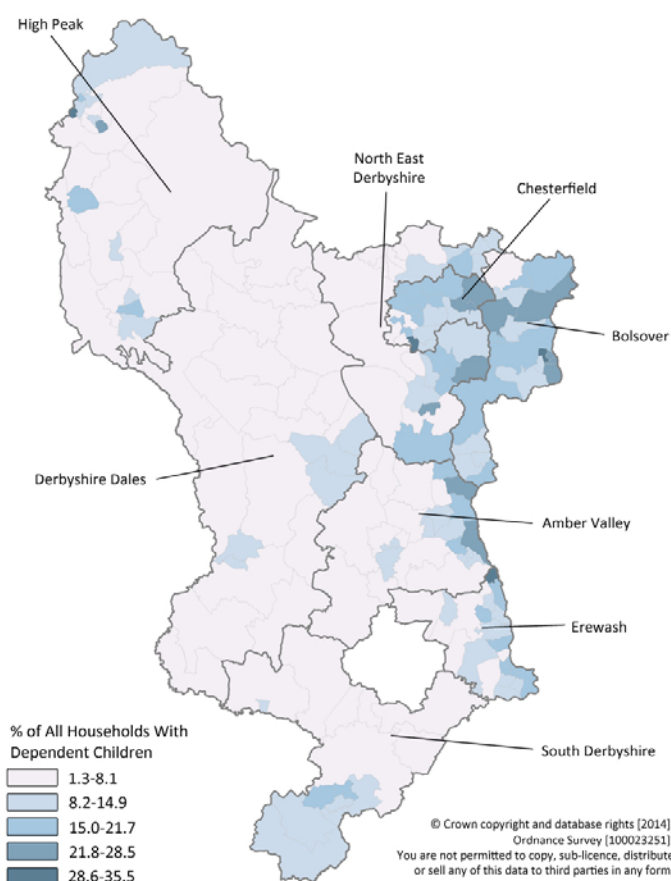 High Peak
North East
Derbyshire
Chesterfield
Bolsover
Derbyshire Dales
Amber Valley
Erewash
South Derbyshire
% of All Households With
Dependent Children
1.3-8.1
8.2-14.9
15.0-21.7
21.8-28.5
28.6-35.5
© Crown copyright and database rights [2014]
Ordnance Survey [100023251]
You are not permitted to copy, sub-licence, distribute
or sell any of this data to third parties in any form